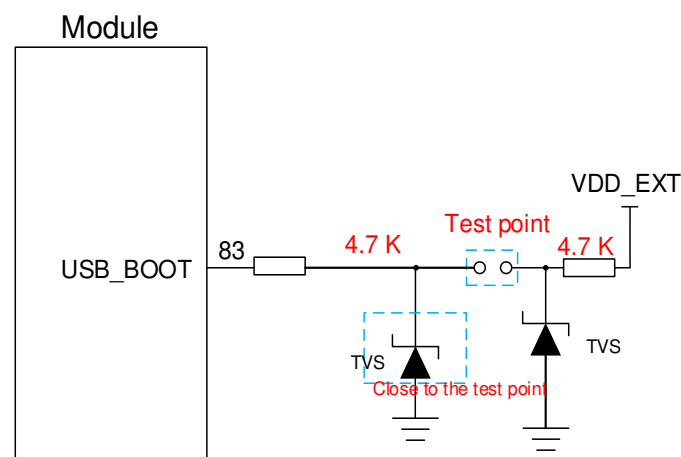 Module
VDD_EXT
Test point
83
4.7 K
4.7 K
USB_BOOT
TVS
TVS
Close to the test point